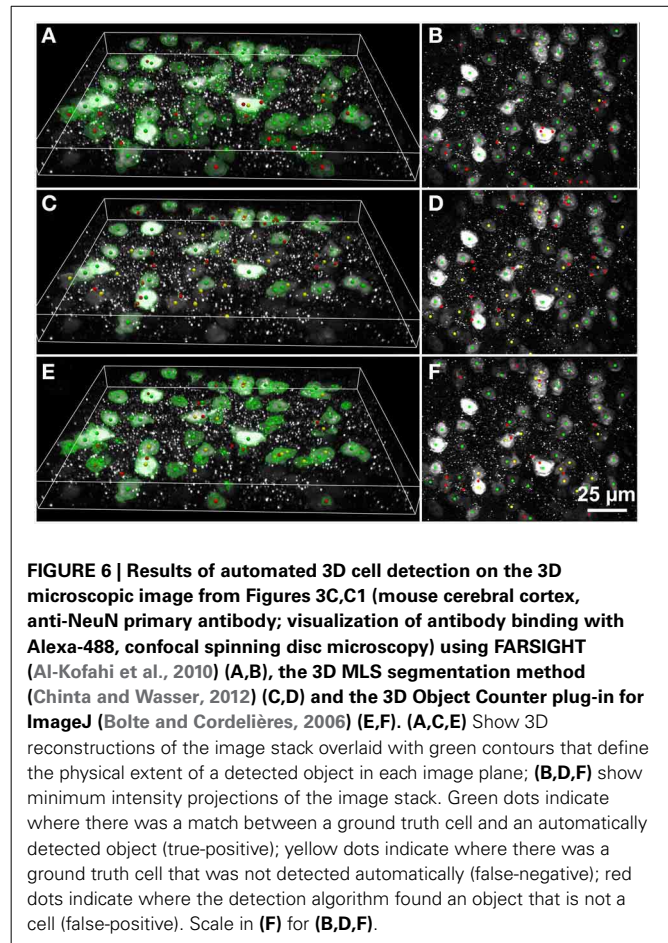 A
B
C
D
E
F
25 µm
FIGURE 6 | Results of automated 3D cell detection on the 3D
microscopic image from Figures 3C,C1 (mouse cerebral cortex,
anti-NeuN primary antibody; visualization of antibody binding with
Alexa-488, confocal spinning disc microscopy) using FARSIGHT
(Al-Kofahi et al., 2010) (A,B), the 3D MLS segmentation method
(Chinta and Wasser, 2012) (C,D) and the 3D Object Counter plug-in for
ImageJ (Bolte and Cordelières, 2006) (E,F). (A,C,E) Show 3D
reconstructions of the image stack overlaid with green contours that define
the physical extent of a detected object in each image plane; (B,D,F) show
minimum intensity projections of the image stack. Green dots indicate
where there was a match between a ground truth cell and an automatically
detected object (true-positive); yellow dots indicate where there was a
ground truth cell that was not detected automatically (false-negative); red
dots indicate where the detection algorithm found an object that is not a
cell (false-positive). Scale in (F) for (B,D,F).